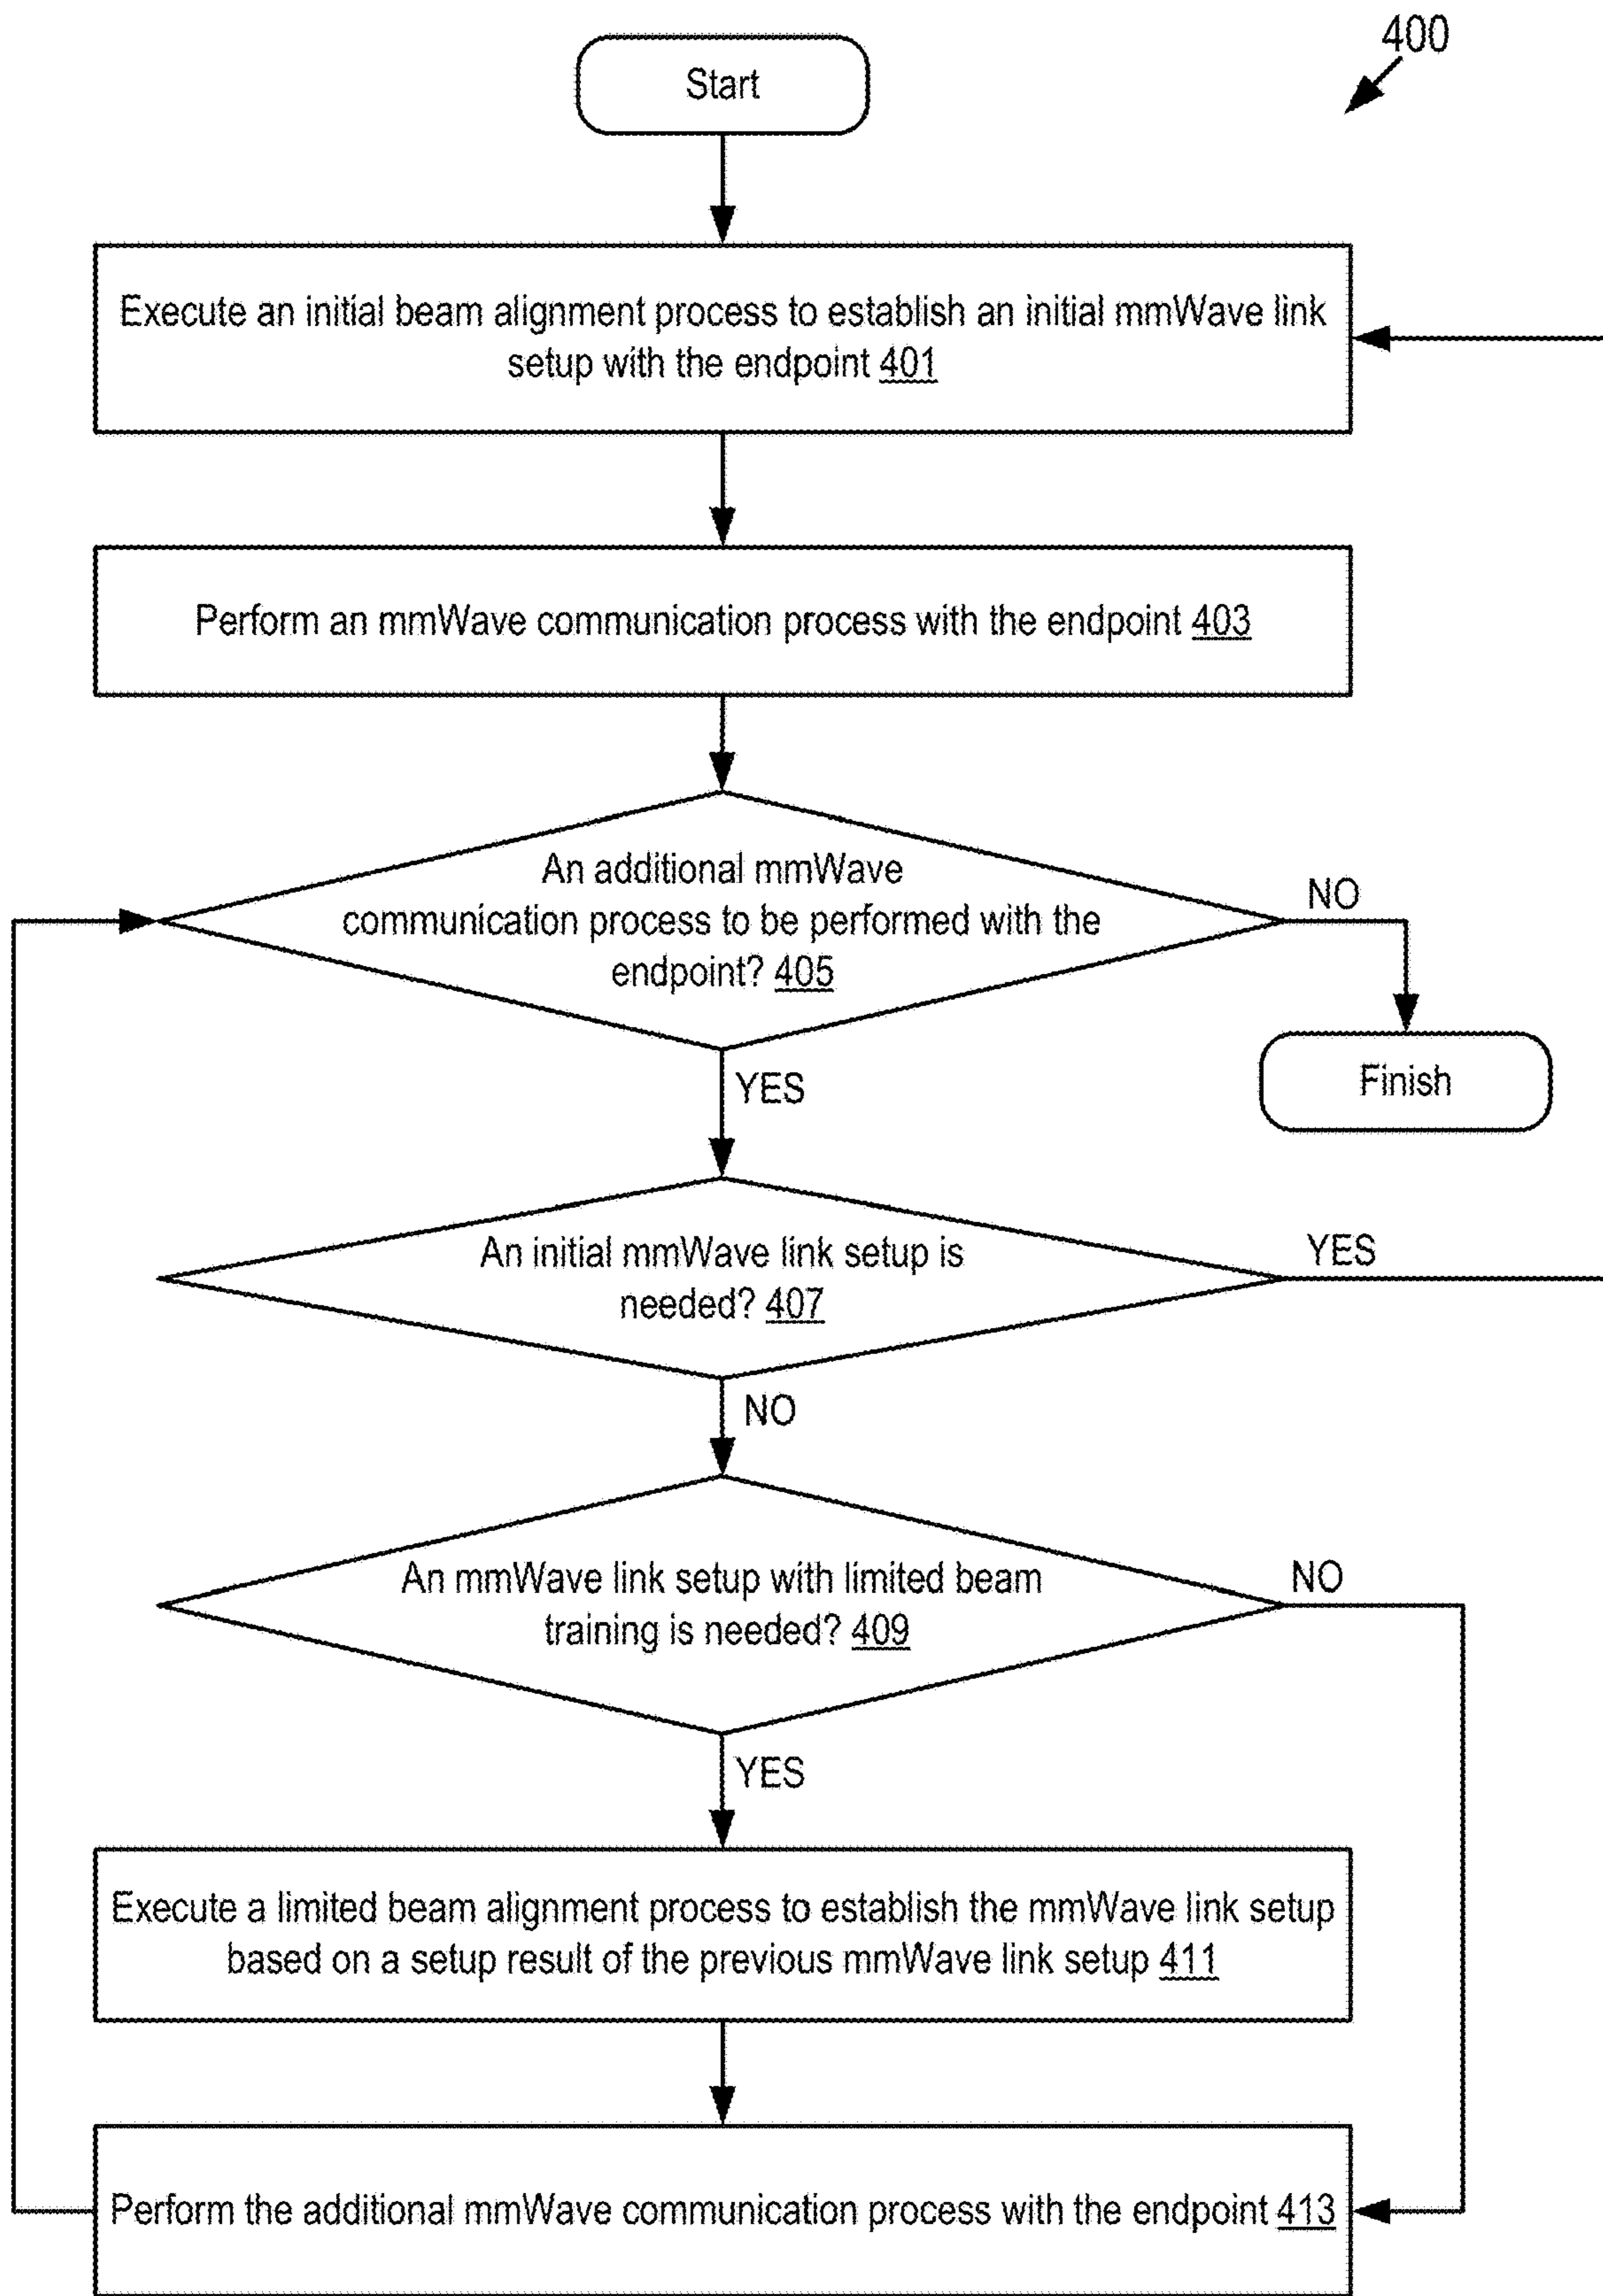 400
Start
Execute an initial beam alignment process to establish an initial mmWave link
setup with the endpoint 401
Perform an mmWave communication process with the endpoint 403
An additional mmWave
communication process to be performed with the
endpoint? 405
NO
Finish
YES
An initial mmWave link setup is
needed? 407
YES
NO
An mmWave link setup with limited beam
training is needed? 409
NO
YES
Execute a limited beam alignment process to establish the mmWave link setup
based on a setup result of the previous mmWave link setup 411
Perform the additional mmWave communication process with the endpoint 413